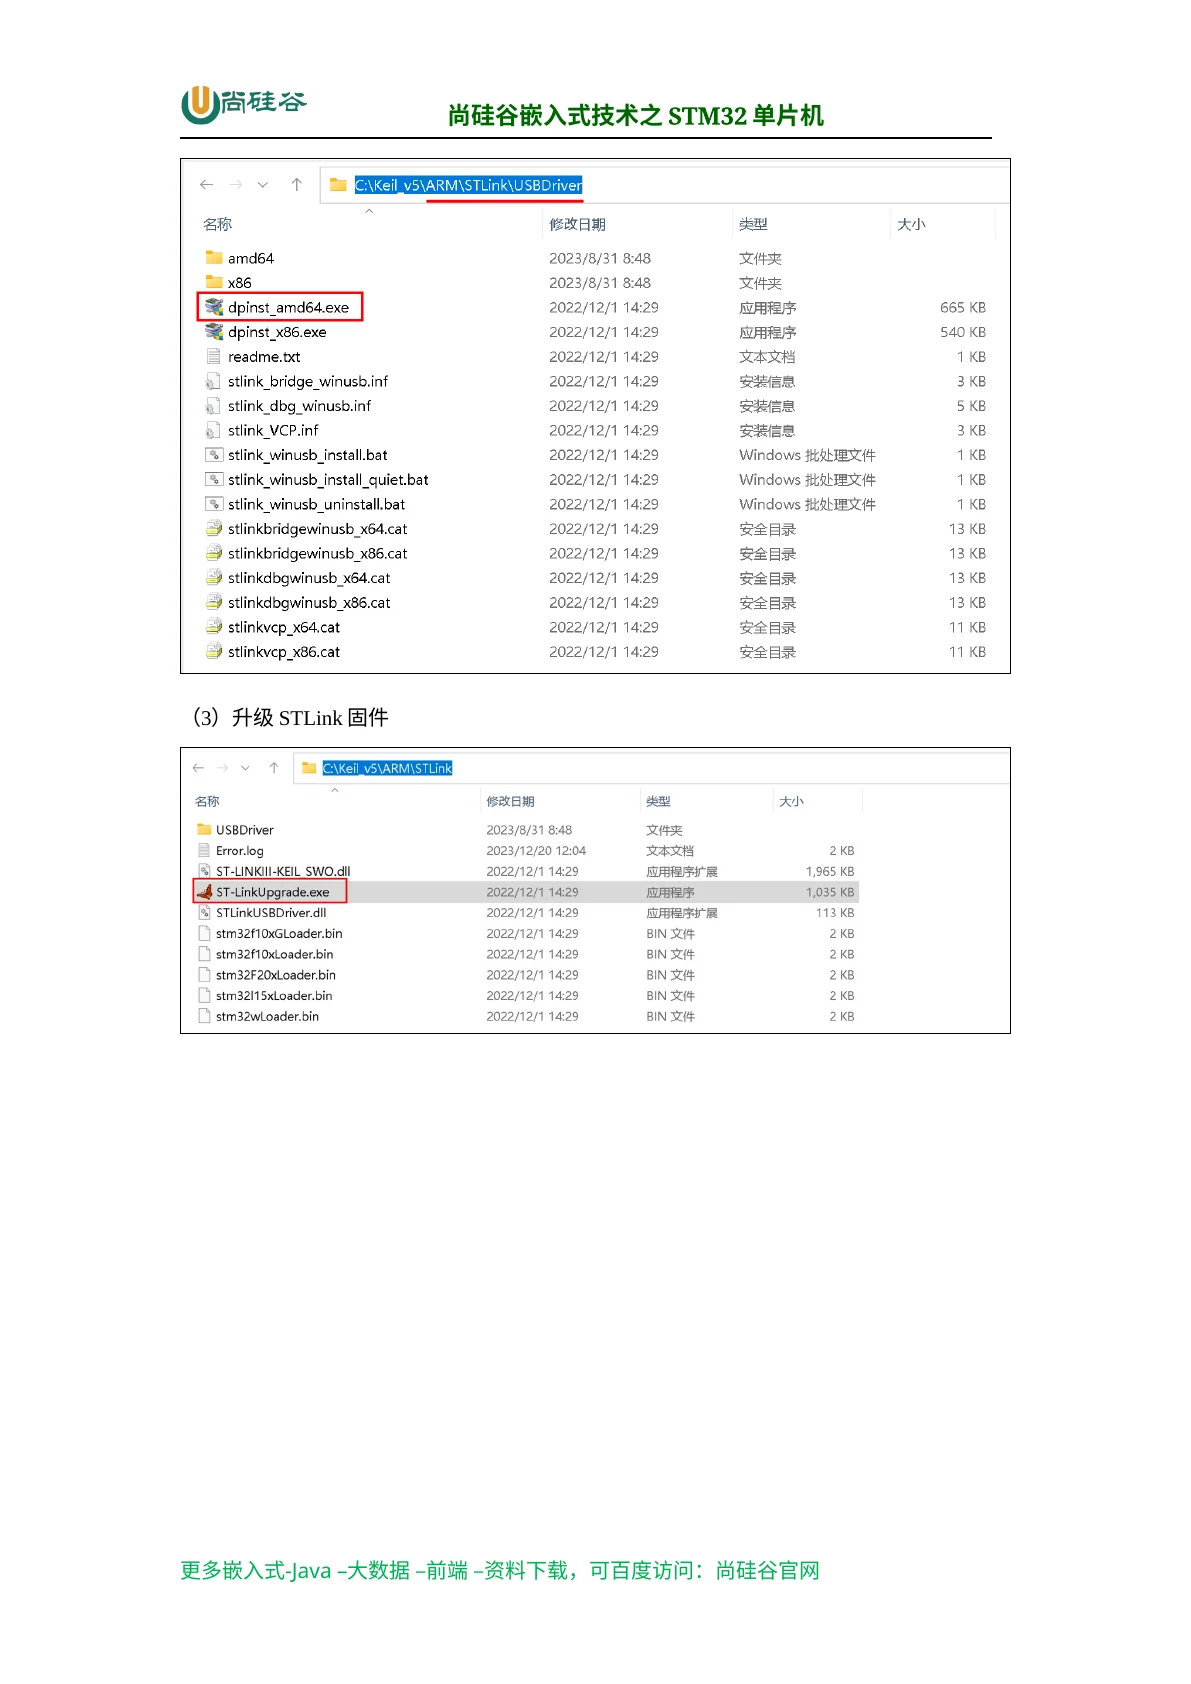 尚硅谷
尚硅谷嵌入式技术之 STM32 单片机
C:\Keil_v5\ARM\STLink\USBDriver
名称 修改日期 类型 大小
amd64 2023/8/31 8:48 文件夹
x86 2023/8/31 8:48 文件夹
dpinst_amd64.exe 2022/12/1 14:29 应用程序 665 KB
dpinst_x86.exe 2022/12/1 14:29 应用程序 540 KB
readme.txt 2022/12/1 14:29 文本文档 1 KB
stlink_bridge_winusb.inf 2022/12/1 14:29 安装信息 3 KB
stlink_dbg_winusb.inf 2022/12/1 14:29 安装信息 5 KB
stlink_VCP.inf 2022/12/1 14:29 安装信息 3 KB
stlink_winusb_install.bat 2022/12/1 14:29 Windows 批处理文件 1 KB
stlink_winusb_install_quiet.bat 2022/12/1 14:29 Windows 批处理文件 1 KB
stlink_winusb_uninstall.bat 2022/12/1 14:29 Windows 批处理文件 1 KB
stlinkbridgewinusb_x64.cat 2022/12/1 14:29 安全目录 13 KB
stlinkbridgewinusb_x86.cat 2022/12/1 14:29 安全目录 13 KB
stlinkdbgwinusb_x64.cat 2022/12/1 14:29 安全目录 13 KB
stlinkdbgwinusb_x86.cat 2022/12/1 14:29 安全目录 13 KB
stlinkvcp_x64.cat 2022/12/1 14:29 安全目录 11 KB
stlinkvcp_x86.cat 2022/12/1 14:29 安全目录 11 KB
（3）升级 STLink 固件
C:\Keil_v5\ARM\STLink
名称 修改日期 类型 大小
USBDriver 2023/8/31 8:48 文件夹
Error.log 2023/12/20 12:04 文本文档 2 KB
ST-LINKIII-KEIL_SWO.dll 2022/12/1 14:29 应用程序扩展 1,965 KB
ST-LinkUpgrade.exe 2022/12/1 14:29 应用程序 1,035 KB
STLinkUSBDriver.dll 2022/12/1 14:29 应用程序扩展 113 KB
stm32f10xGLoader.bin 2022/12/1 14:29 BIN 文件 2 KB
stm32f10xLoader.bin 2022/12/1 14:29 BIN 文件 2 KB
stm32F20xLoader.bin 2022/12/1 14:29 BIN 文件 2 KB
stm32l15xLoader.bin 2022/12/1 14:29 BIN 文件 2 KB
stm32wLoader.bin 2022/12/1 14:29 BIN 文件 2 KB
更多嵌入式-Java –大数据 –前端 –资料下载，可百度访问：尚硅谷官网